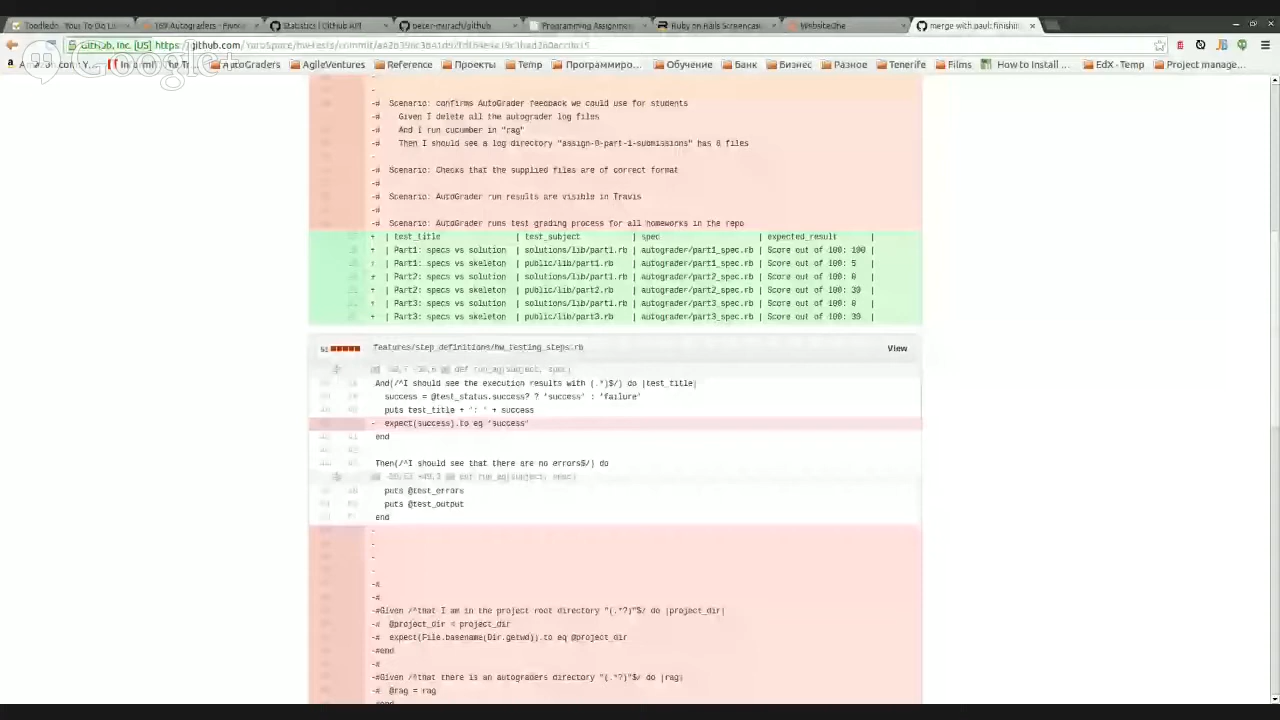 Toodledo: Your To Do Li
Statistics | GitHub API
peter-murach/github
Programming Assignme
Ruby on Rails Screencas
WebsiteOne
merge with paul: finishin
GitHub, Inc. [US] https://github.com/
Google+
AutoGraders
AgileVentures
Reference
Проекты
Temp
Программиро...
Обучение
Банк
Бизнес
Разное
Tenerife
Films
How to Install ...
EdX - Temp
Project manage...
-
-#  Scenario: confirms AutoGrader feedback we could use for students
-#    Given I delete all the autograder log files
-#    And I run cucumber in "rag"
-#    Then I should see a log directory "assign-0-part-1-submissions" has 8 files
-
-#  Scenario: Checks that the supplied files are of correct format
-#
-#  Scenario: AutoGrader run results are visible in Travis
-#
-#  Scenario: AutoGrader runs test grading process for all homeworks in the repo
+  | test_title | test_subject | spec | expected_result |
+  | Part1: specs vs solution | solutions/lib/part1.rb | autograder/part1_spec.rb | Score out of 100: 100 |
+  | Part1: specs vs skeleton | public/lib/part1.rb | autograder/part1_spec.rb | Score out of 100: 5 |
+  | Part2: specs vs solution | solutions/lib/part1.rb | autograder/part2_spec.rb | Score out of 100: 0 |
+  | Part2: specs vs skeleton | public/lib/part2.rb | autograder/part2_spec.rb | Score out of 100: 30 |
+  | Part3: specs vs solution | solutions/lib/part1.rb | autograder/part3_spec.rb | Score out of 100: 0 |
+  | Part3: specs vs skeleton | public/lib/part3.rb | autograder/part3_spec.rb | Score out of 100: 30 |
features/step_definitions/hw_testing_steps.rb
View
def run_ag(subject, spec)
And(/^I should see the execution results with (.*)$/) do |test_title|
success = @test_status.success? ? 'success' : 'failure'
puts test_title + ': ' + success
-  expect(success).to eq 'success'
end
Then(/^I should see that there are no errors$/) do
def run_ag(subject, spec)
puts @test_errors
puts @test_output
end
-
-
-
-
-#
-#
-#Given /^that I am in the project root directory "(.*?)"$/ do |project_dir|
-#  @project_dir = project_dir
-#  expect(File.basename(Dir.getwd)).to eq @project_dir
-#end
-#
-#Given /^that there is an autograders directory "(.*?)"$/ do |rag|
-#  @rag = rag